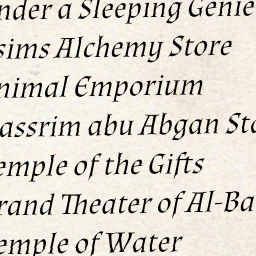 nder a Sleeping Genie
sims Alchemy Store
nimal Emporium
assrim abu Abgan Sta
emple of the Gifts
rand Theater of Al-Ba
emple of Water